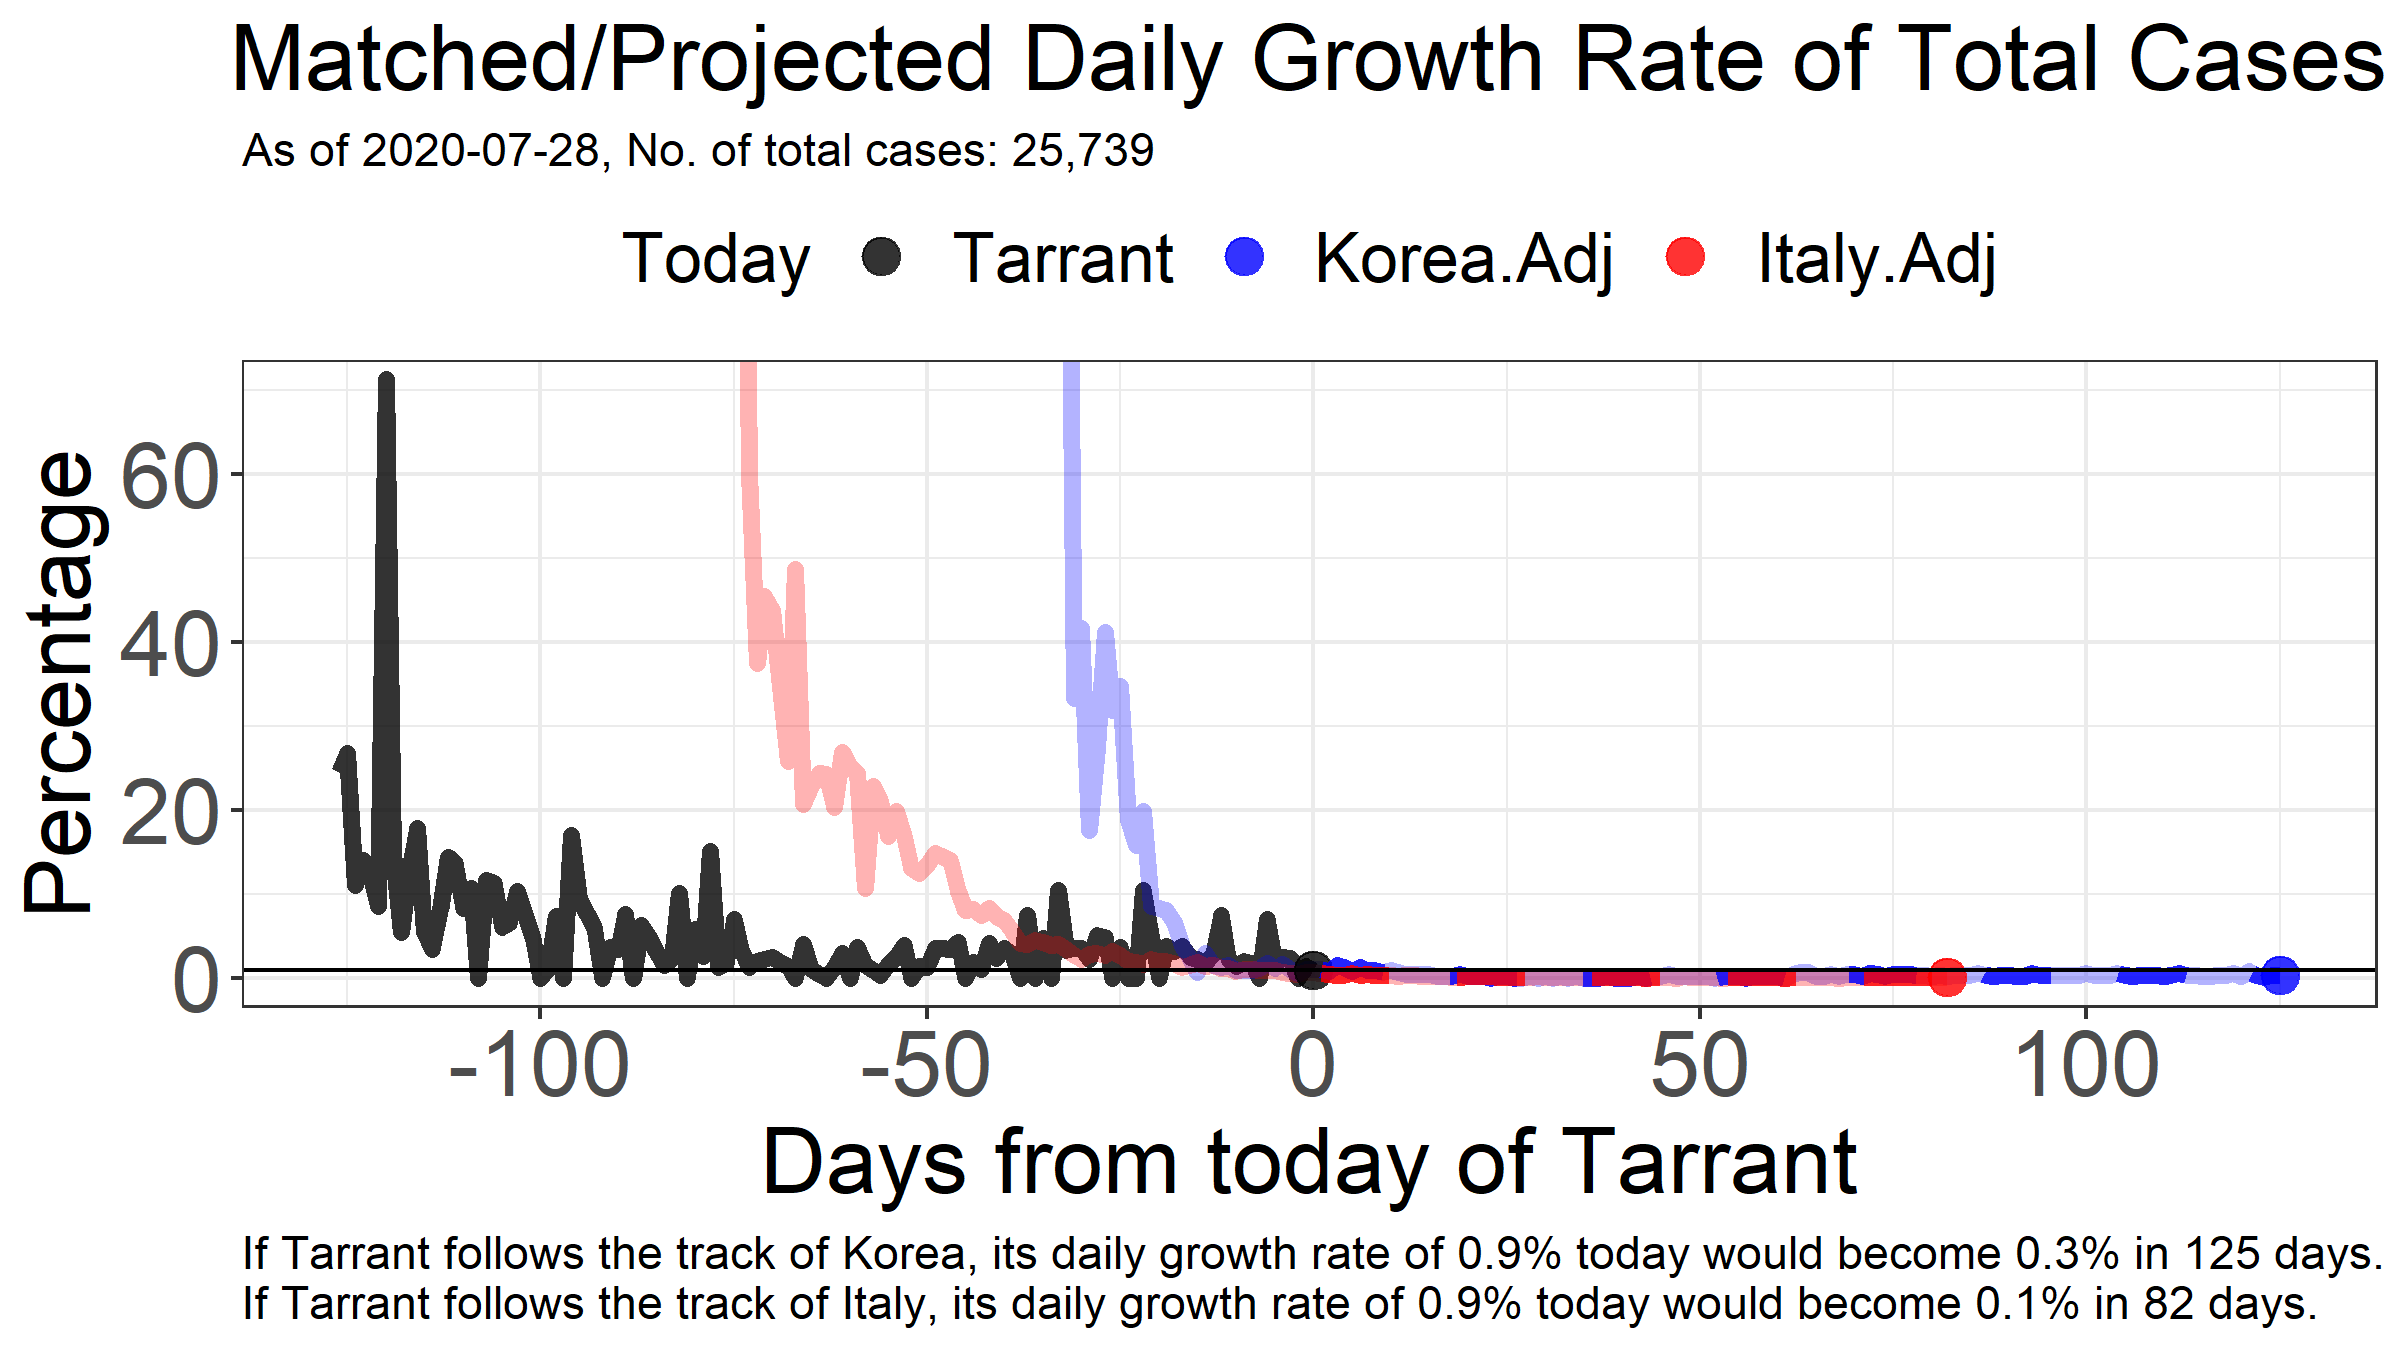 Matched/Projected Daily Growth Rate of Total Cases
As of 2020-07-28, No. of total cases: 25,739
Today Tarrant Korea.Adj Italy.Adj
Percentage
60
40
20
0
-100 -50 0 50 100
Days from today of Tarrant
If Tarrant follows the track of Korea, its daily growth rate of 0.9% today would become 0.3% in 125 days.
If Tarrant follows the track of Italy, its daily growth rate of 0.9% today would become 0.1% in 82 days.